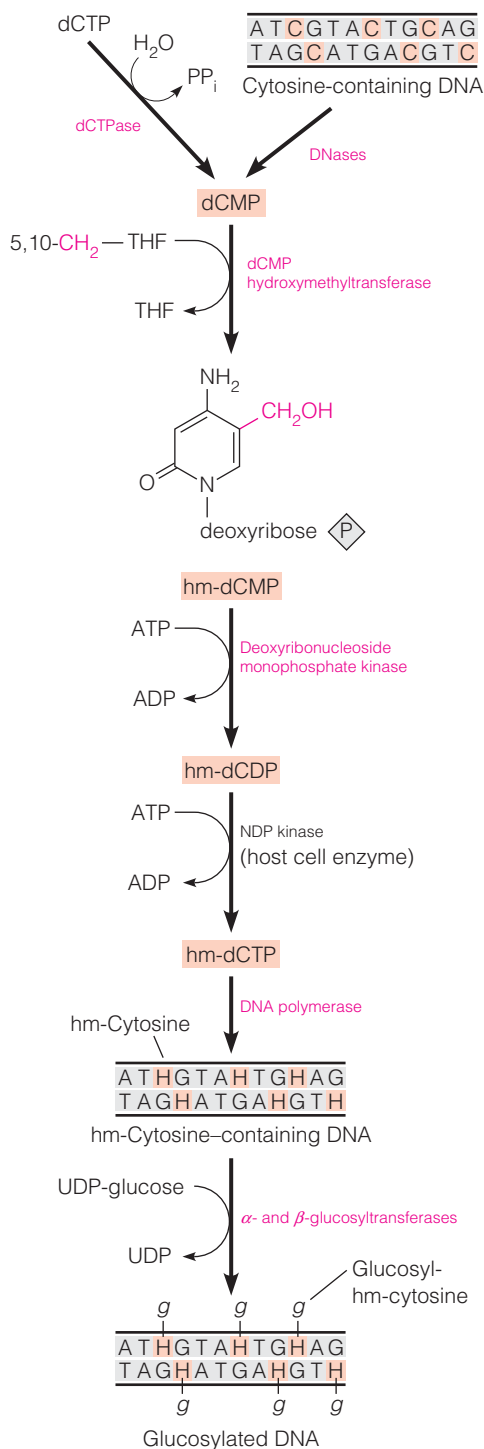 dCTP
H₂O
PPᵢ
dCTPase
ATCGTACTGCAG
TAGCATGACGTC
Cytosine-containing DNA
DNases
dCMP
5,10-CH₂—THF
THF
dCMP
hydroxymethyltransferase
NH₂
CH₂OH
O
N
deoxyribose P
hm-dCMP
ATP
ADP
Deoxyribonucleoside
monophosphate kinase
hm-dCDP
ATP
ADP
NDP kinase
(host cell enzyme)
hm-dCTP
DNA polymerase
hm-Cytosine
ATHGTAHTGHAG
TAGHATGAHGTH
hm-Cytosine–containing DNA
UDP-glucose
UDP
α- and β-glucosyltransferases
Glucosyl-
hm-cytosine
g g g
ATHGTAHTGHAG
TAGHATGAHGTH
g g g
Glucosylated DNA